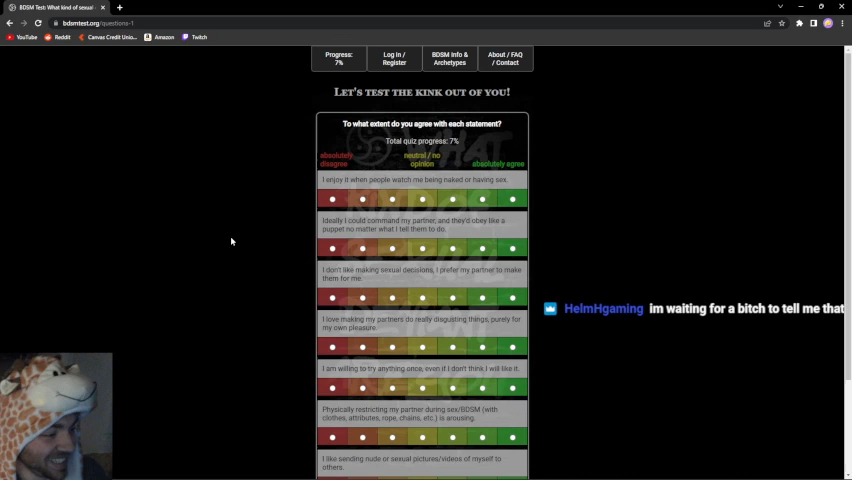 BDSM Test: What kind of sexual
bdsmtest.org/questions-1
YouTube Reddit Canvas Credit Unio... Amazon Twitch
Progress:
7%
Log In /
Register
BDSM Info &
Archetypes
About / FAQ
/ Contact
Let's test the kink out of you!
To what extent do you agree with each statement?
Total quiz progress: 7%
absolutely
disagree
neutral / no
opinion
absolutely agree
I enjoy it when people watch me being naked or having sex.
Ideally I could command my partner, and they'd obey like a
puppet no matter what I tell them to do.
I don't like making sexual decisions, I prefer my partner to make
them for me.
HelmHgaming im waiting for a bitch to tell me that
I love making my partners do really disgusting things, purely for
my own pleasure.
I am willing to try anything once, even if I don't think I will like it.
Physically restricting my partner during sex/BDSM (with
clothes, attributes, rope, chains, etc.) is arousing.
I like sending nude or sexual pictures/videos of myself to
others.